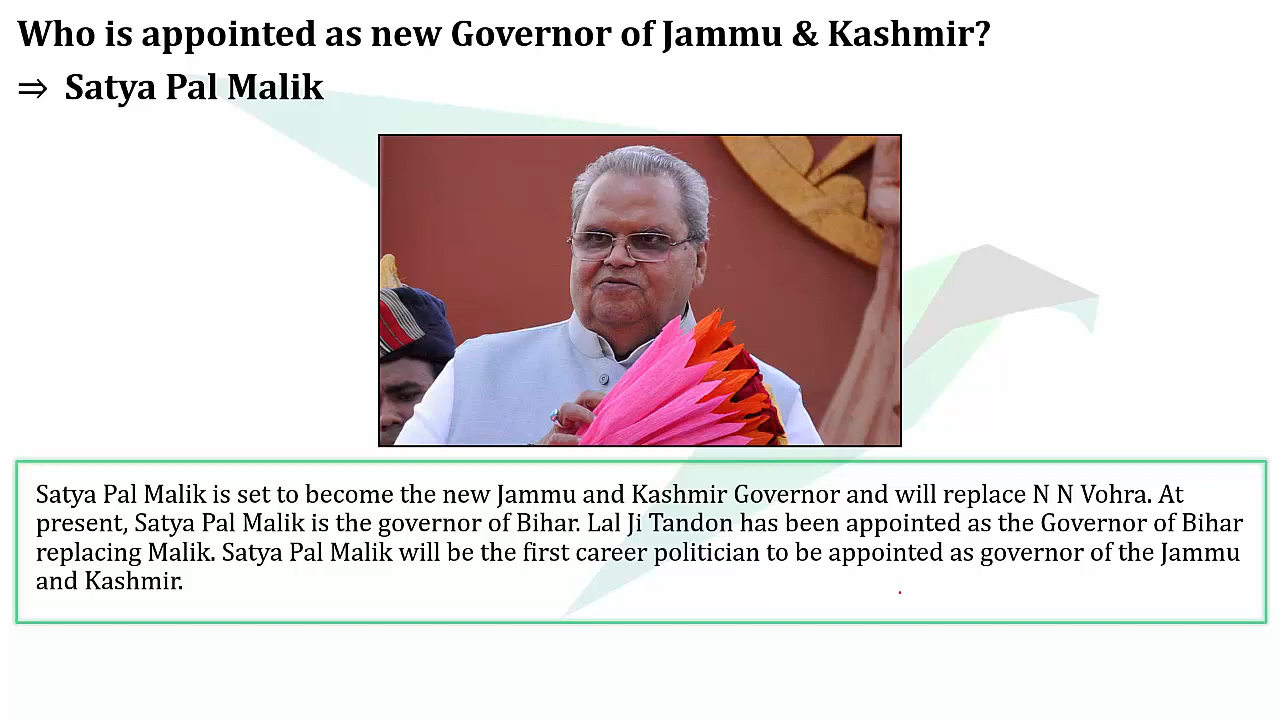 Who is appointed as new Governor of Jammu & Kashmir?
⇒ Satya Pal Malik
Satya Pal Malik is set to become the new Jammu and Kashmir Governor and will replace N N Vohra. At
present, Satya Pal Malik is the governor of Bihar. Lal Ji Tandon has been appointed as the Governor of Bihar
replacing Malik. Satya Pal Malik will be the first career politician to be appointed as governor of the Jammu
and Kashmir.